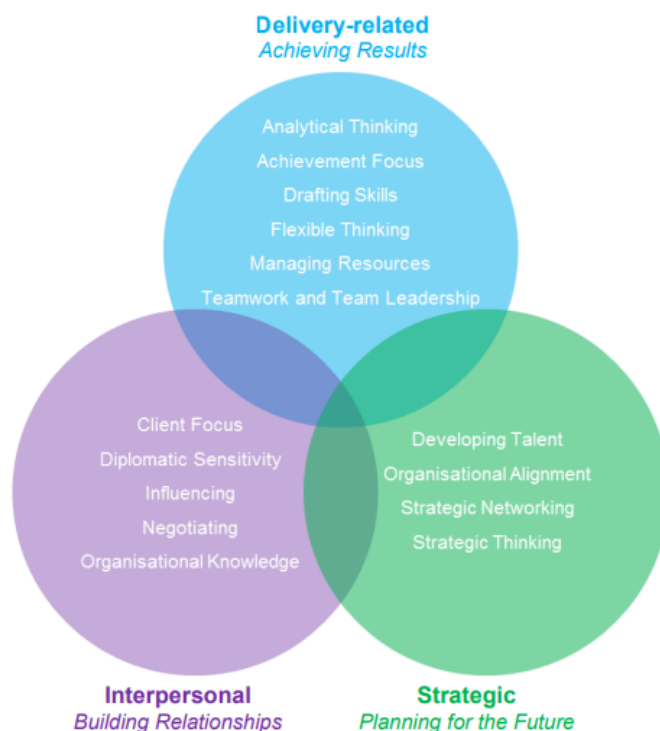 Delivery-related
Achieving Results
Analytical Thinking
Achievement Focus
Drafting Skills
Flexible Thinking
Managing Resources
Teamwork and Team Leadership
Client Focus
Diplomatic Sensitivity
Influencing
Negotiating
Organisational Knowledge
Developing Talent
Organisational Alignment
Strategic Networking
Strategic Thinking
Interpersonal
Building Relationships
Strategic
Planning for the Future